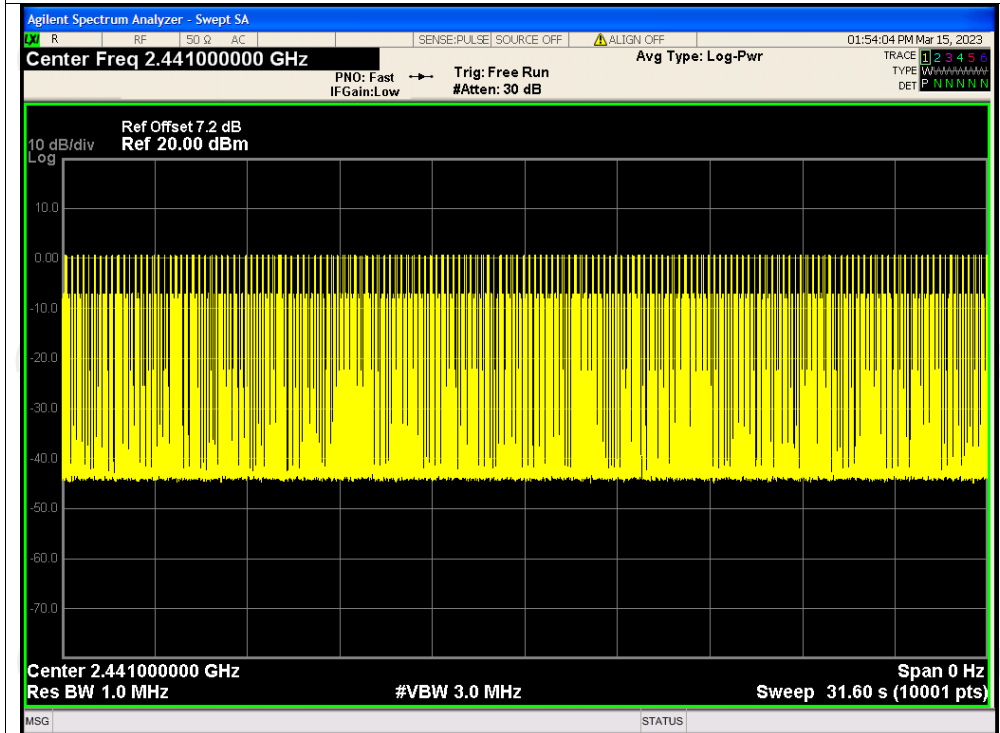 Agilent Spectrum Analyzer - Swept SA
LXI R RF 50 Ω AC SENSE:PULSE SOURCE OFF ALIGN OFF 01:54:04 PM Mar 15, 2023
Center Freq 2.441000000 GHz Avg Type: Log-Pwr TRACE 1 2 3 4 5 6
PNO: Fast Trig: Free Run TYPE W
IFGain:Low #Atten: 30 dB DET P N N N N N
Ref Offset 7.2 dB
10 dB/div Ref 20.00 dBm
Log
10.0
0.00
-10.0
-20.0
-30.0
-40.0
-50.0
-60.0
-70.0
Center 2.441000000 GHz Span 0 Hz
Res BW 1.0 MHz #VBW 3.0 MHz Sweep 31.60 s (10001 pts)
MSG STATUS